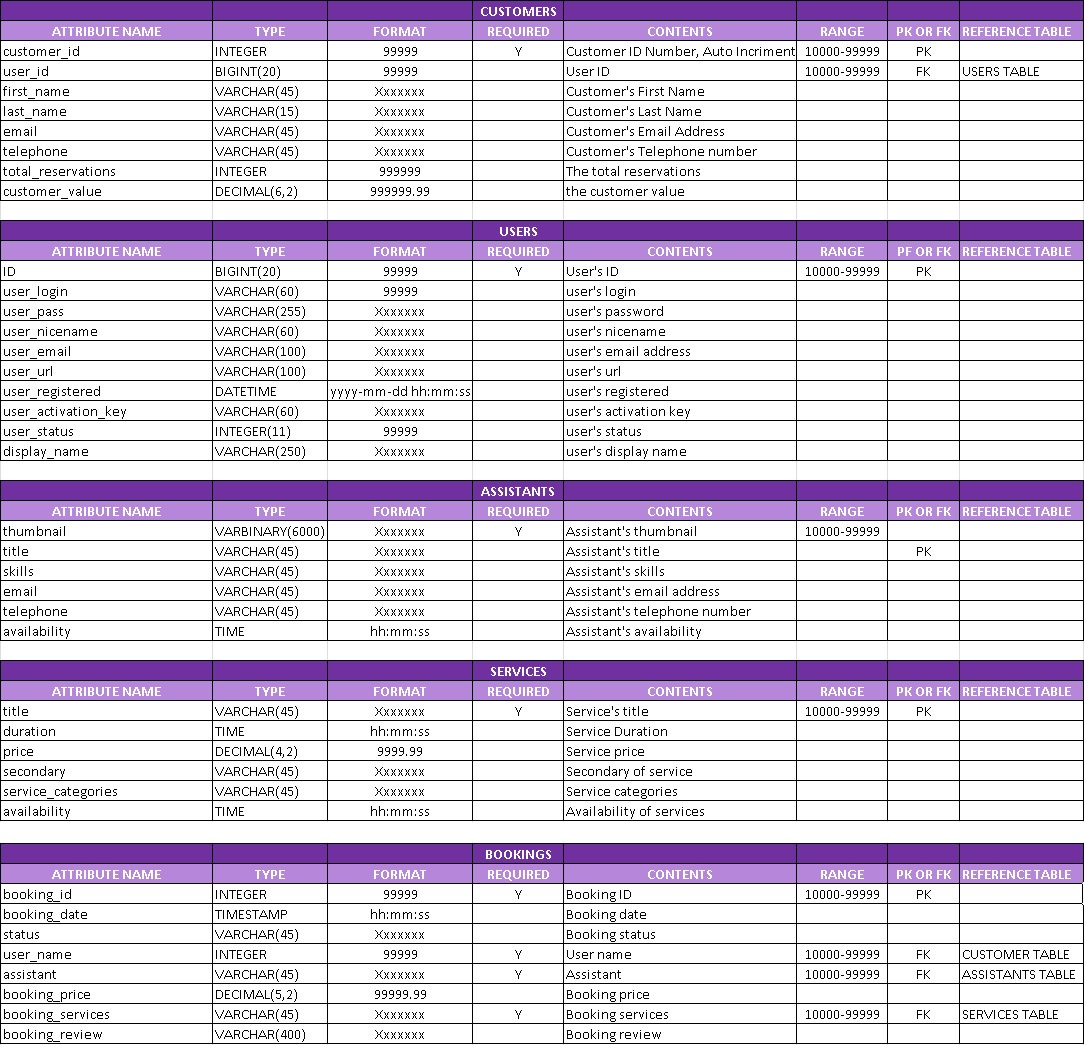 CUSTOMERS
ATTRIBUTE NAME TYPE FORMAT REQUIRED CONTENTS RANGE PK OR FK REFERENCE TABLE
customer_id INTEGER 99999 Y Customer ID Number, Auto Incriment 10000-99999 PK
user_id BIGINT(20) 99999 User ID 10000-99999 FK USERS TABLE
first_name VARCHAR(45) Xxxxxxx Customer's First Name
last_name VARCHAR(15) Xxxxxxx Customer's Last Name
email VARCHAR(45) Xxxxxxx Customer's Email Address
telephone VARCHAR(45) Xxxxxxx Customer's Telephone number
total_reservations INTEGER 999999 The total reservations
customer_value DECIMAL(6,2) 999999.99 the customer value
USERS
ATTRIBUTE NAME TYPE FORMAT REQUIRED CONTENTS RANGE PF OR FK REFERENCE TABLE
ID BIGINT(20) 99999 Y User's ID 10000-99999 PK
user_login VARCHAR(60) 99999 user's login
user_pass VARCHAR(255) Xxxxxxx user's password
user_nicename VARCHAR(60) Xxxxxxx user's nicename
user_email VARCHAR(100) Xxxxxxx user's email address
user_url VARCHAR(100) Xxxxxxx user's url
user_registered DATETIME yyyy-mm-dd hh:mm:ss user's registered
user_activation_key VARCHAR(60) Xxxxxxx user's activation key
user_status INTEGER(11) 99999 user's status
display_name VARCHAR(250) Xxxxxxx user's display name
ASSISTANTS
ATTRIBUTE NAME TYPE FORMAT REQUIRED CONTENTS RANGE PK OR FK REFERENCE TABLE
thumbnail VARBINARY(6000) Xxxxxxx Y Assistant's thumbnail 10000-99999
title VARCHAR(45) Xxxxxxx Assistant's title PK
skills VARCHAR(45) Xxxxxxx Assistant's skills
email VARCHAR(45) Xxxxxxx Assistant's email address
telephone VARCHAR(45) Xxxxxxx Assistant's telephone number
availability TIME hh:mm:ss Assistant's availability
SERVICES
ATTRIBUTE NAME TYPE FORMAT REQUIRED CONTENTS RANGE PK OR FK REFERENCE TABLE
title VARCHAR(45) Xxxxxxx Y Service's title 10000-99999 PK
duration TIME hh:mm:ss Service Duration
price DECIMAL(4,2) 9999.99 Service price
secondary VARCHAR(45) Xxxxxxx Secondary of service
service_categories VARCHAR(45) Xxxxxxx Service categories
availability TIME hh:mm:ss Availability of services
BOOKINGS
ATTRIBUTE NAME TYPE FORMAT REQUIRED CONTENTS RANGE PK OR FK REFERENCE TABLE
booking_id INTEGER 99999 Y Booking ID 10000-99999 PK
booking_date TIMESTAMP hh:mm:ss Booking date
status VARCHAR(45) Xxxxxxx Booking status
user_name INTEGER 99999 Y User name 10000-99999 FK CUSTOMER TABLE
assistant VARCHAR(45) Xxxxxxx Y Assistant 10000-99999 FK ASSISTANTS TABLE
booking_price DECIMAL(5,2) 99999.99 Booking price
booking_services VARCHAR(45) Xxxxxxx Y Booking services 10000-99999 FK SERVICES TABLE
booking_review VARCHAR(400) Xxxxxxx Booking review